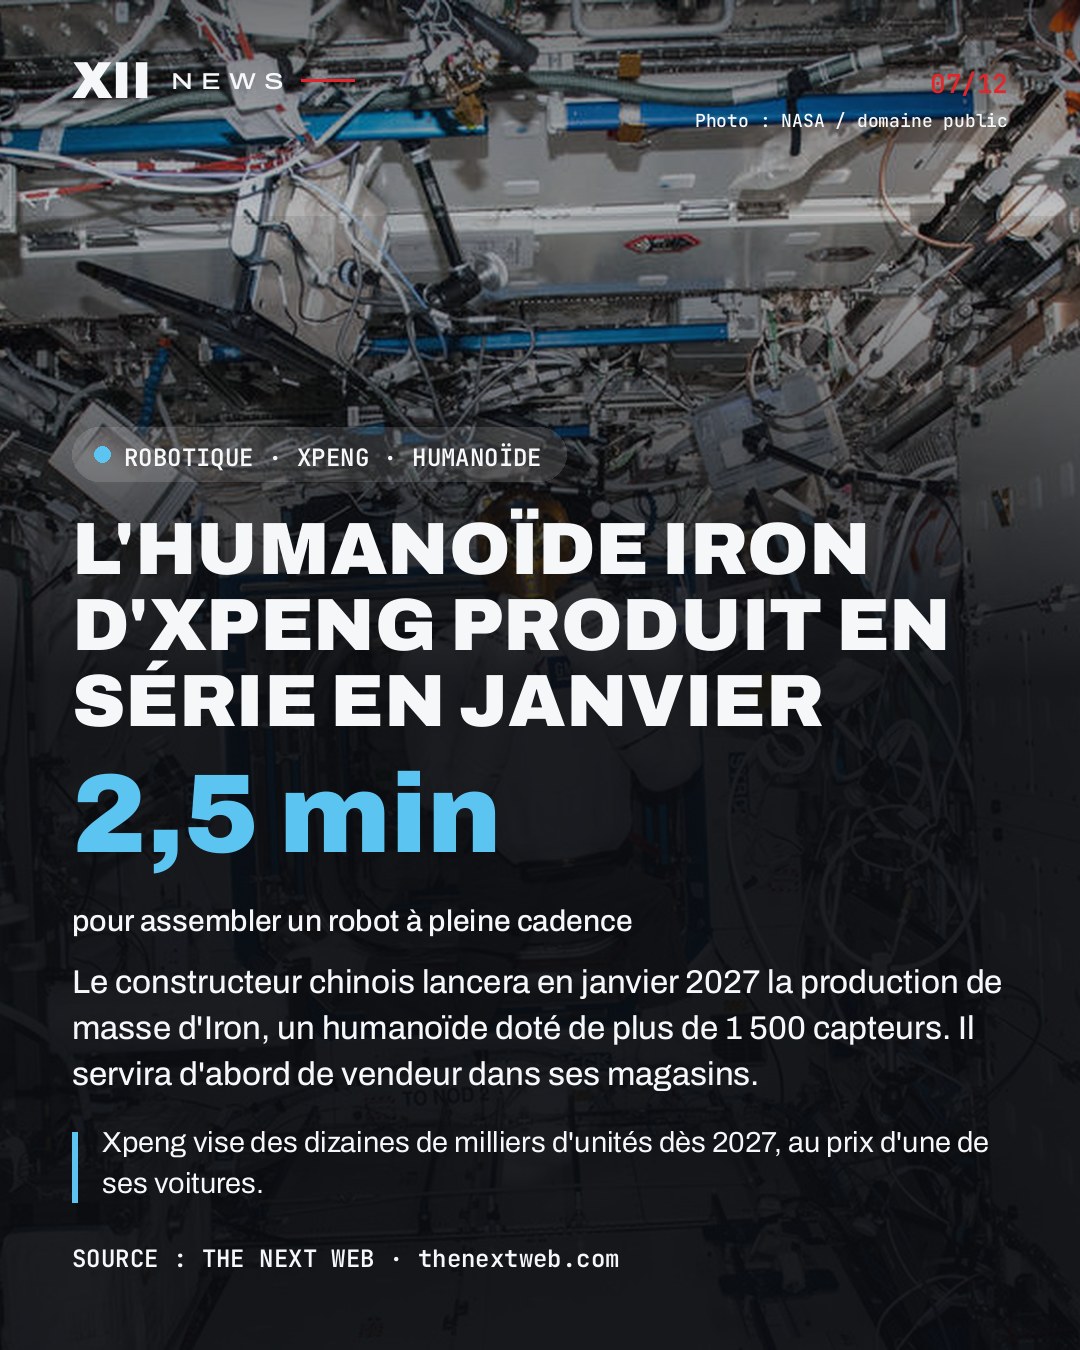 XII NEWS
07/12
Photo : NASA / domaine public
ROBOTIQUE · XPENG · HUMANOÏDE
L'HUMANOÏDE IRON
D'XPENG PRODUIT EN
SÉRIE EN JANVIER
2,5 min
pour assembler un robot à pleine cadence
Le constructeur chinois lancera en janvier 2027 la production de
masse d'Iron, un humanoïde doté de plus de 1 500 capteurs. Il
servira d'abord de vendeur dans ses magasins.
TO NOD 2
Xpeng vise des dizaines de milliers d'unités dès 2027, au prix d'une de
ses voitures.
SOURCE : THE NEXT WEB · thenextweb.com